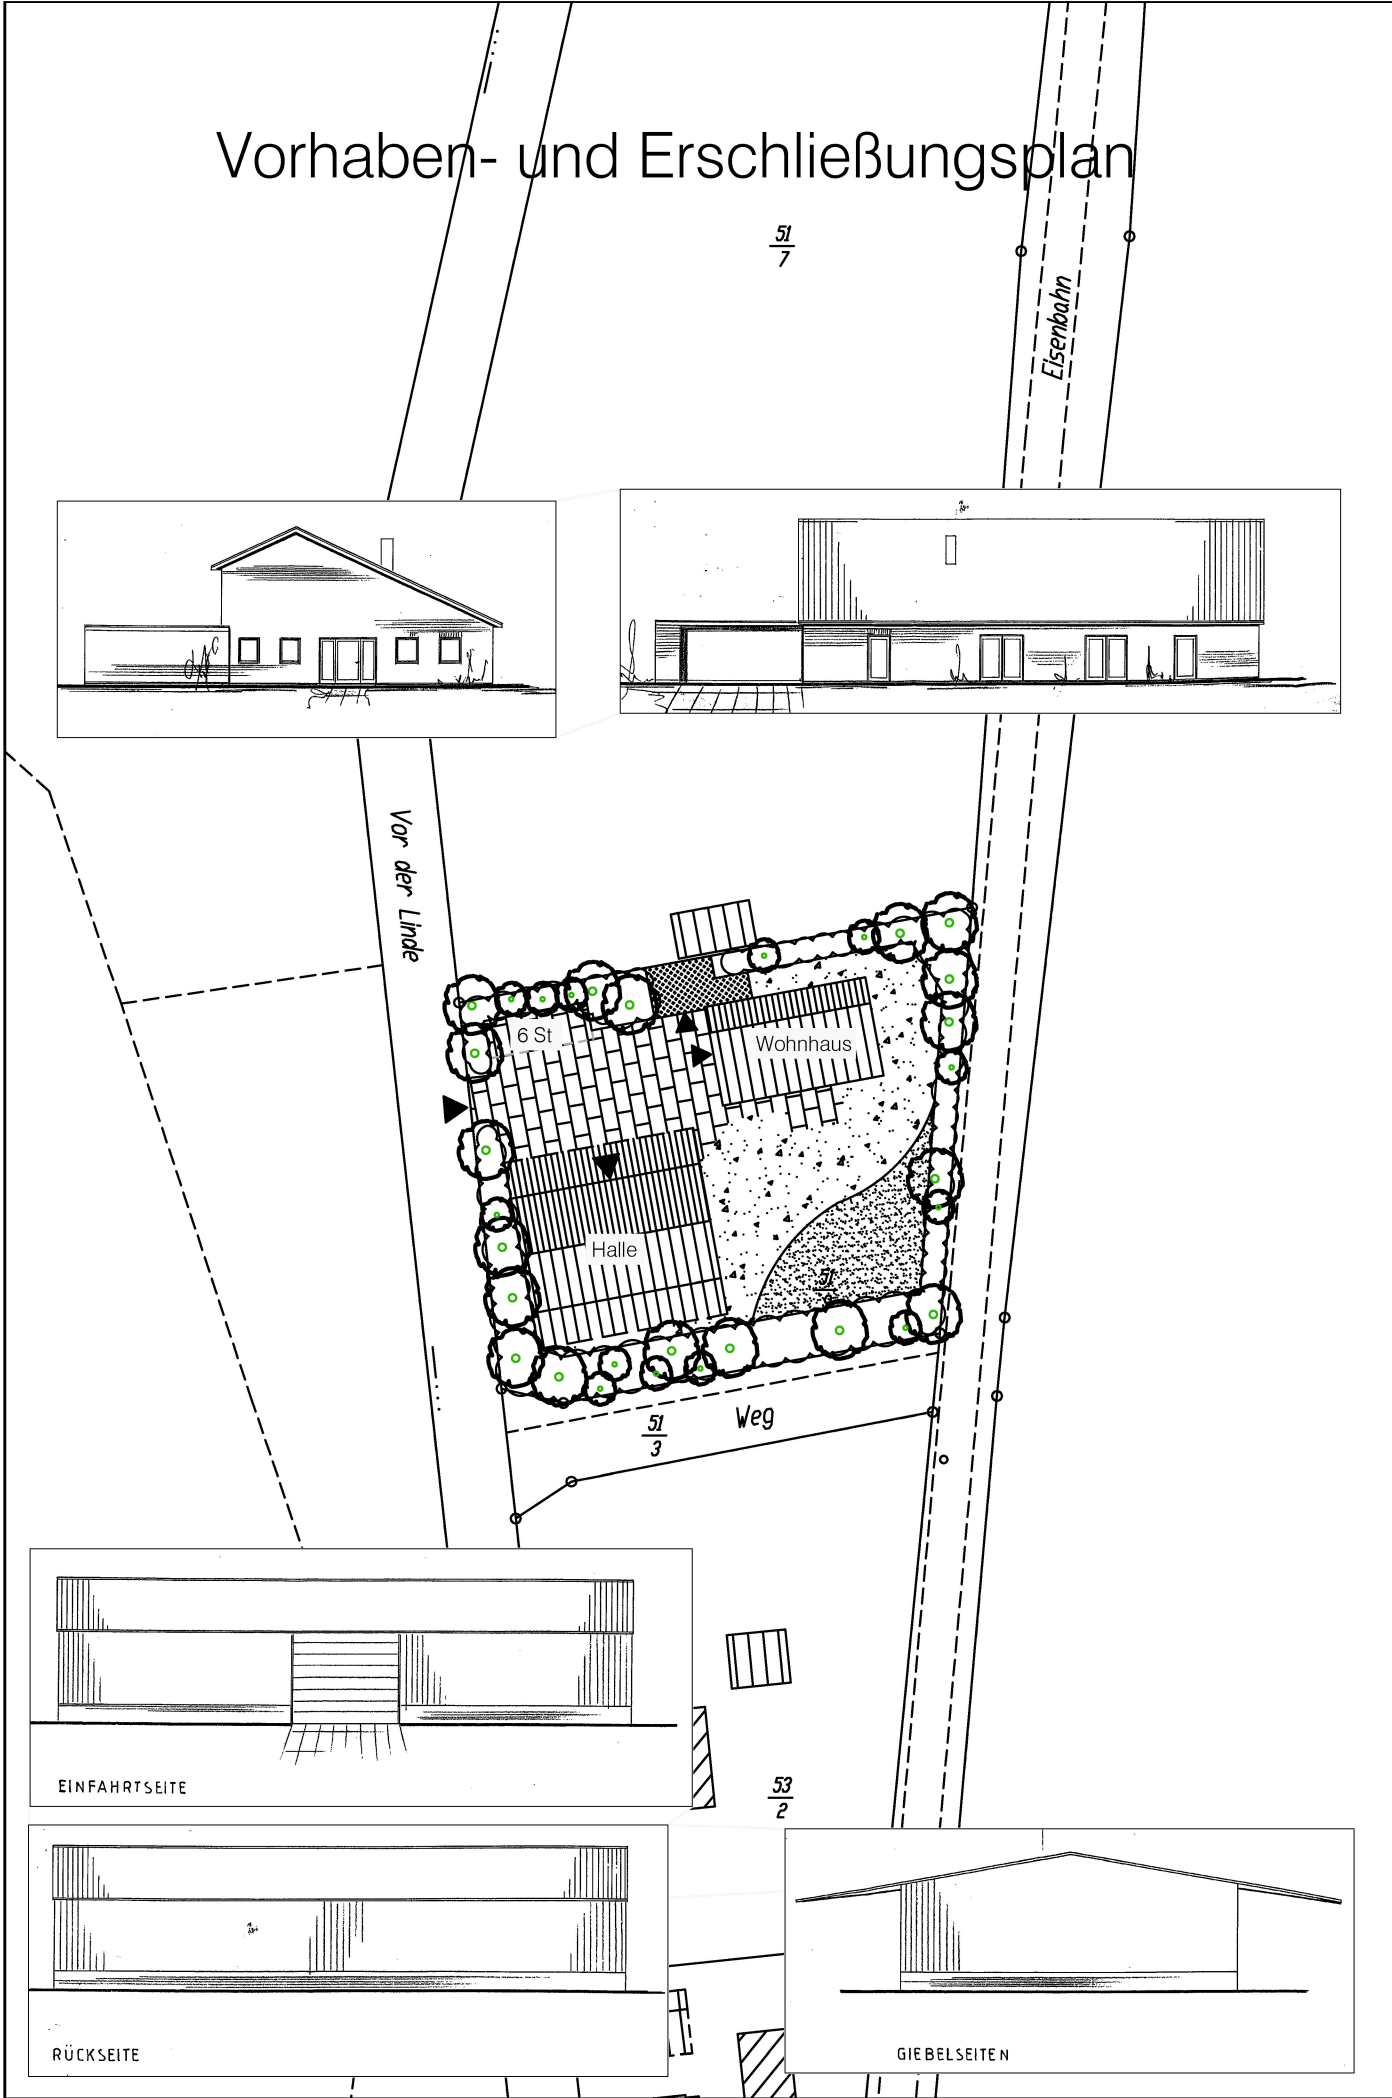 Vorhaben- und Erschließungsplan
51
7
Eisenbahn
Vor der Linde
6 St
Wohnhaus
Halle
51
Weg
51
3
EINFAHRTSEITE
53
2
RÜCKSEITE
GIEBELSEITEN